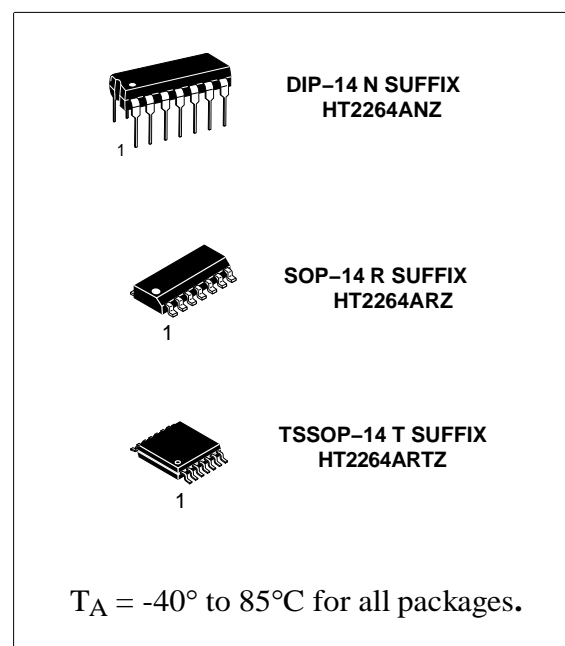 DIP–14 N SUFFIX
HT2264ANZ
1
SOP–14 R SUFFIX
HT2264ARZ
1
TSSOP–14 T SUFFIX
HT2264ARTZ
1
TA = -40° to 85°C for all packages.